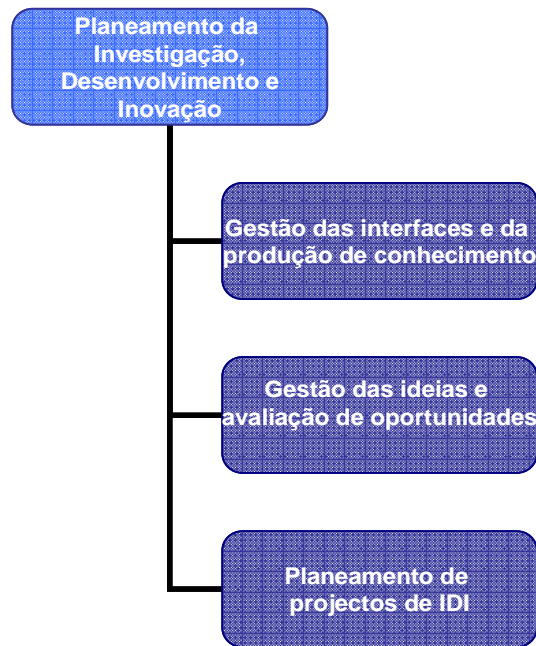 Planeamento da
Investigação,
Desenvolvimento e
Inovação
Gestão das interfaces e da
produção de conhecimento
Gestão das ideias e
avaliação de oportunidades
Planeamento de
projectos de IDI